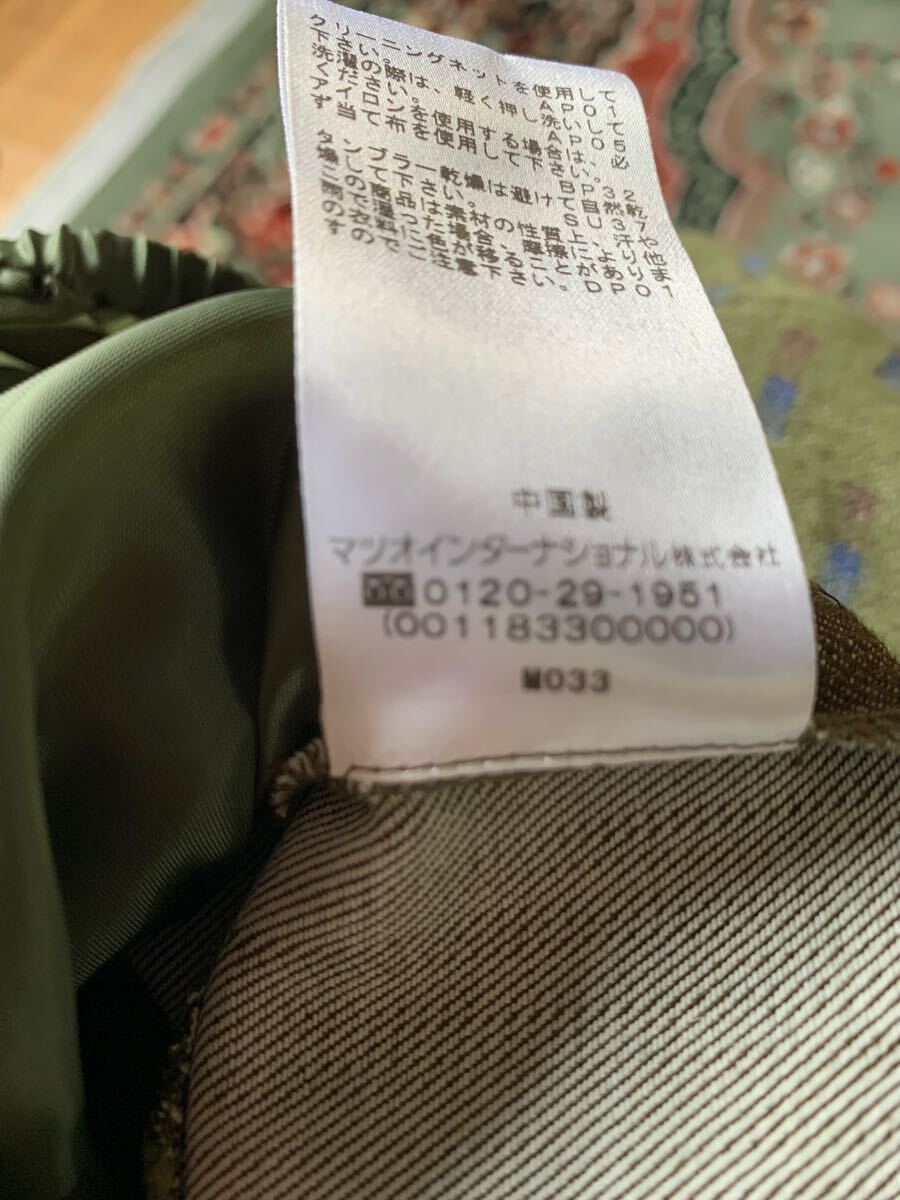 クリーニングネットを使用して1
下さい。 AP05
洗濯の際は、軽く押し洗いして
くださいAP00
アイロンを使用する場合は、必
ず当て布を使用して下さい。
BP32
タンブラー乾燥は避けて自然乾
燥して下さい。 SU37
この商品は素材の性質上、汗や
雨で湿った場合、摩擦により他
の衣料に色が移ることがありま
すのでご注意下さい。DP01
中国製
マツオインターナショナル株式会社
0120-29-1951
(001183300000)
M033